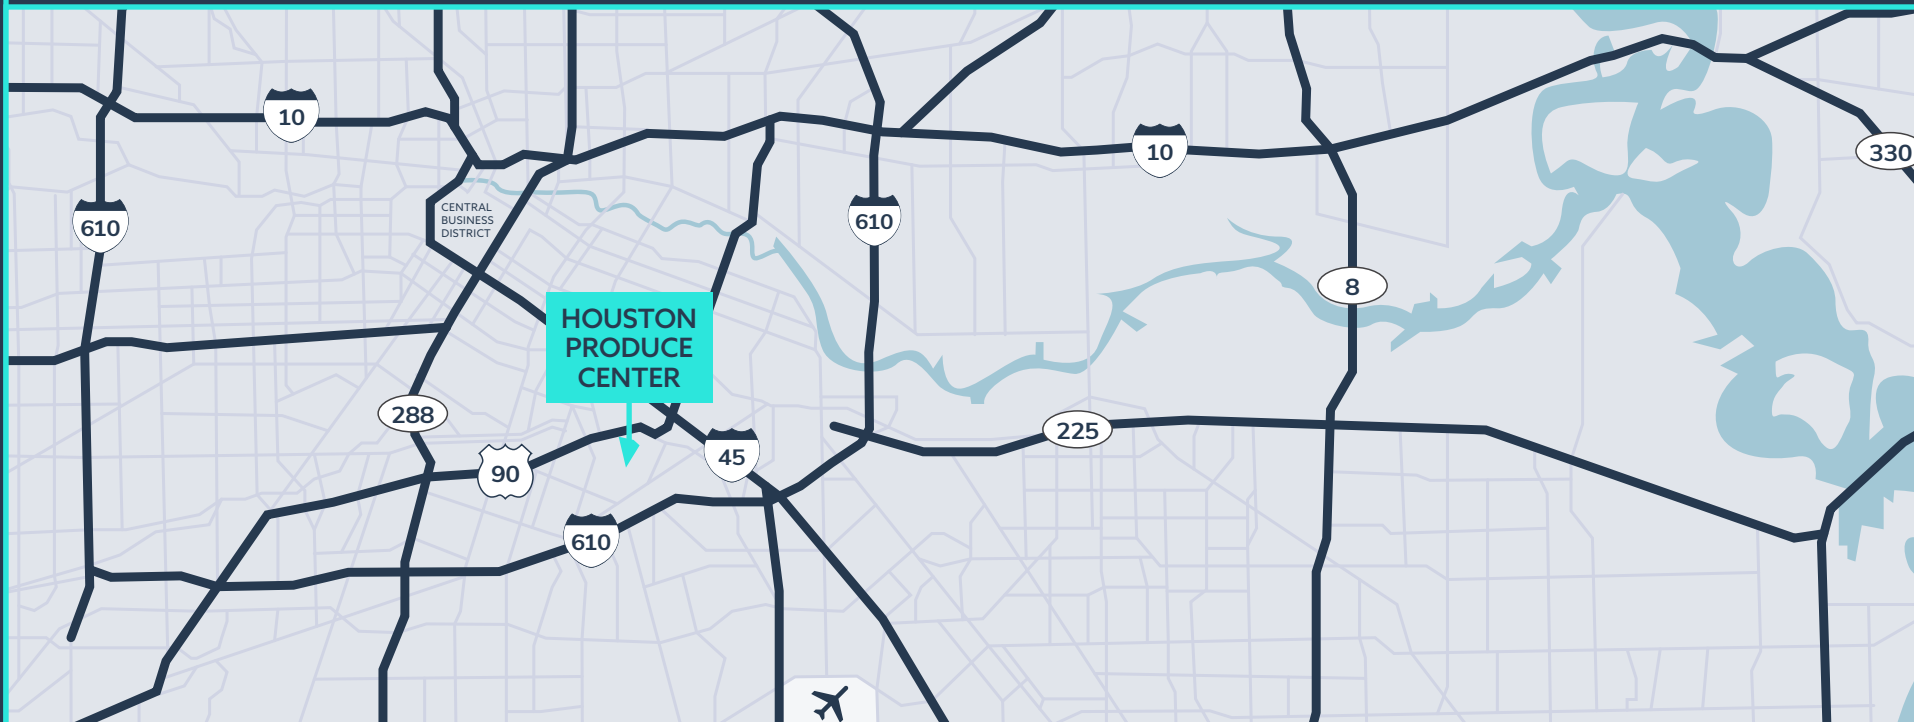 10
10
330
610
CENTRAL
BUSINESS
DISTRICT
610
8
HOUSTON
PRODUCE
CENTER
288
225
90
45
610